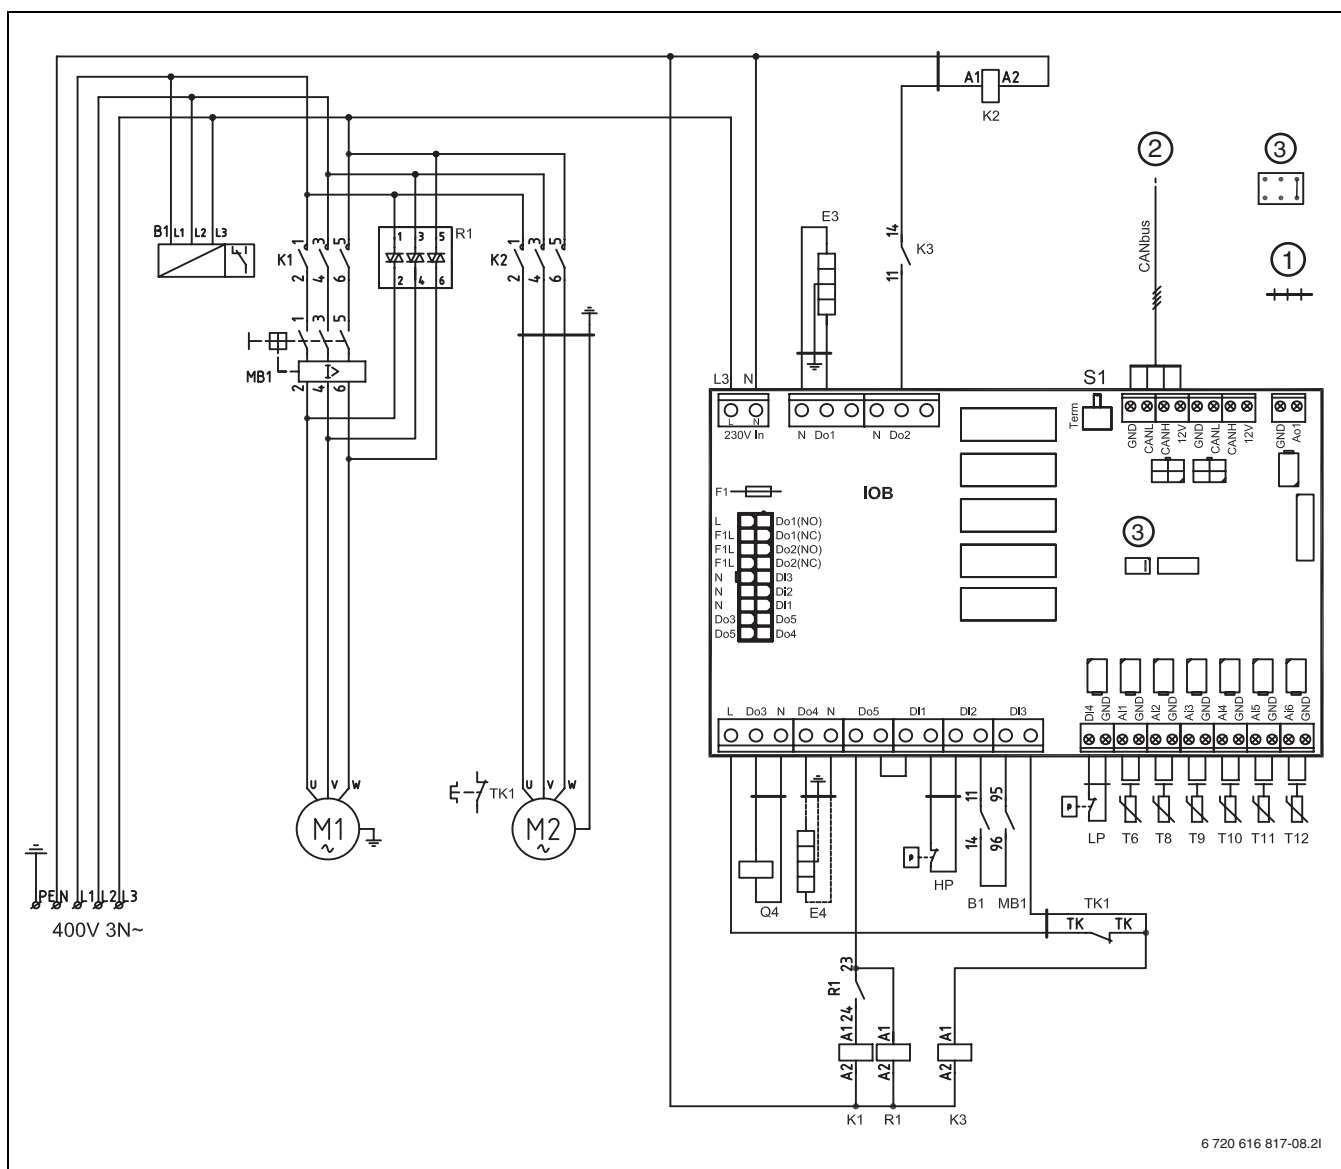 A1 A2
K2
2
3
B1 L1 L2 L3
K1
1 3 5
2 4 6
1 3 5
2 4 6
R1
K2
1 3 5
2 4 6
E3
14
K3
11
CANbus
1
1 3 5
MB1
I>
2 4 6
L3 N
S1
L N
230V In
N Do1
N Do2
Term
GND
CANL
CANH
12V
GND
CANL
CANH
12V
GND
Ao1
F1
IOB
L Do1(NO)
F1L Do1(NC)
F1L Do2(NO)
F1L Do2(NC)
N DI3
N Di2
N DI1
Do3 Do5
Do5 Do4
3
L Do3 N Do4 N Do5 DI1 DI2 DI3
DI4
GND
AI1
GND
AI2
GND
Ai3
GND
AI4
GND
AI5
GND
Ai6
GND
U V W
M1
~
TK1
U V W
M2
~
P
LP T6 T8 T9 T10 T11 T12
11 95
14 96
P
HP
Q4 E4
B1 MB1
TK1
TK TK
PE N L1 L2 L3
400V 3N~
23
R1
24
A1 A1 A1
A2 A2 A2
K1 R1 K3
6 720 616 817-08.2I